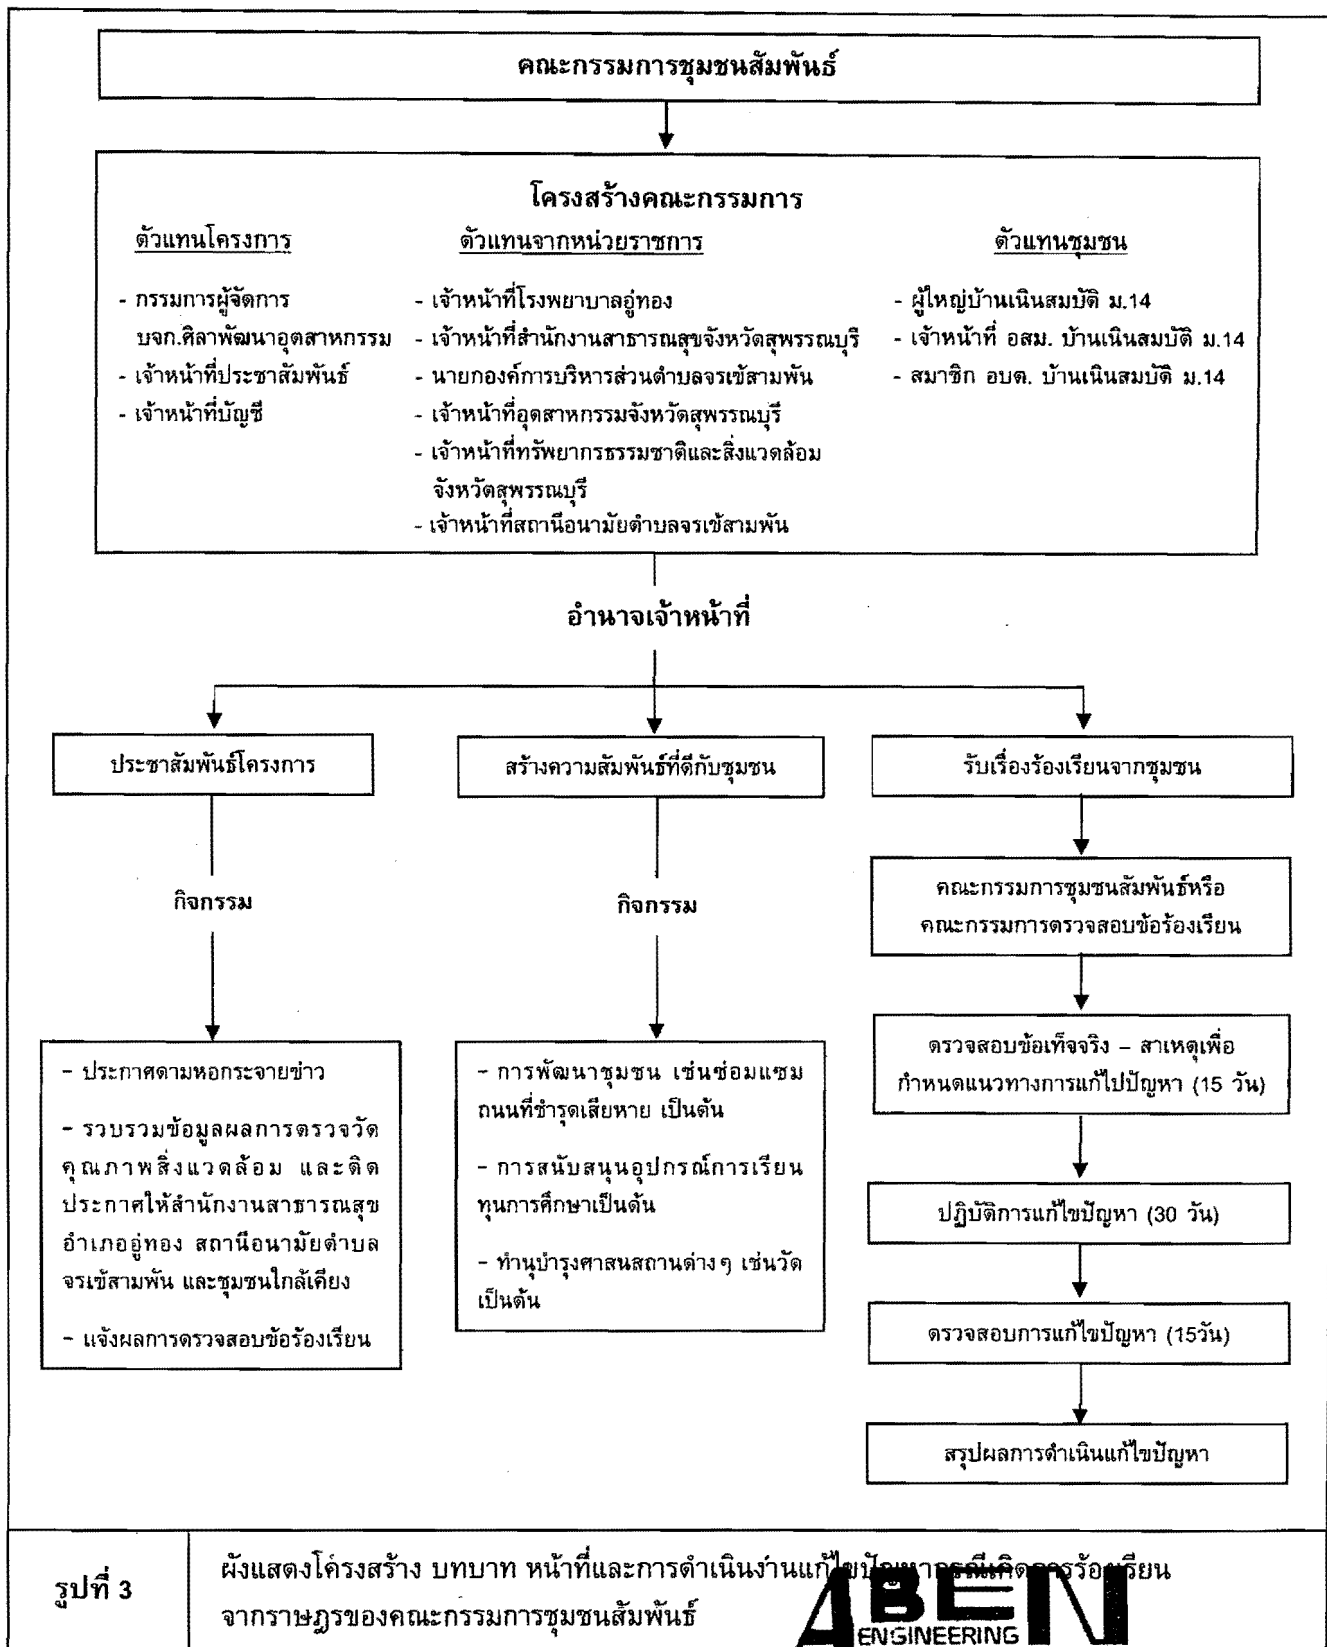 คณะกรรมการชุมชนสัมพันธ์
โครงสร้างคณะกรรมการ
ตัวแทนโครงการ
- กรรมการผู้จัดการ
บจก.ศิลาพัฒนาอุตสาหกรรม
- เจ้าหน้าที่ประชาสัมพันธ์
- เจ้าหน้าที่บัญชี
ตัวแทนจากหน่วยราชการ
- เจ้าหน้าที่โรงพยาบาลอู่ทอง
- เจ้าหน้าที่สำนักงานสาธารณสุขจังหวัดสุพรรณบุรี
- นายกองค์การบริหารส่วนตำบลจรเข้สามพัน
- เจ้าหน้าที่อุตสาหกรรมจังหวัดสุพรรณบุรี
- เจ้าหน้าที่ทรัพยากรธรรมชาติและสิ่งแวดล้อม
จังหวัดสุพรรณบุรี
- เจ้าหน้าที่สถานีอนามัยตำบลจรเข้สามพัน
ตัวแทนชุมชน
- ผู้ใหญ่บ้านเนินสมบัติ ม.14
- เจ้าหน้าที่ อสม. บ้านเนินสมบัติ ม.14
- สมาชิก อบต. บ้านเนินสมบัติ ม.14
อำนาจเจ้าหน้าที่
ประชาสัมพันธ์โครงการ
กิจกรรม
- ประกาศตามหอกระจายข่าว
- รวบรวมข้อมูลผลการตรวจวัด
คุณภาพสิ่งแวดล้อม และติด
ประกาศให้สำนักงานสาธารณสุข
อำเภออู่ทอง สถานีอนามัยตำบล
จรเข้สามพัน และชุมชนใกล้เคียง
- แจ้งผลการตรวจสอบข้อร้องเรียน
สร้างความสัมพันธ์ที่ดีกับชุมชน
กิจกรรม
- การพัฒนาชุมชน เช่นซ่อมแซม
ถนนที่ชำรุดเสียหาย เป็นต้น
- การสนับสนุนอุปกรณ์การเรียน
ทุนการศึกษาเป็นต้น
- ทำนุบำรุงศาสนสถานต่างๆ เช่นวัด
เป็นต้น
รับเรื่องร้องเรียนจากชุมชน
คณะกรรมการชุมชนสัมพันธ์หรือ
คณะกรรมการตรวจสอบข้อร้องเรียน
ตรวจสอบข้อเท็จจริง – สาเหตุเพื่อ
กำหนดแนวทางการแก้ไปปัญหา (15 วัน)
ปฏิบัติการแก้ไขปัญหา (30 วัน)
ตรวจสอบการแก้ไขปัญหา (15วัน)
สรุปผลการดำเนินแก้ไขปัญหา
รูปที่ 3
ผังแสดงโครงสร้าง บทบาท หน้าที่และการดำเนินงานแก้ไขปัญหากรณีเกิดการร้องเรียน
จากราษฎรของคณะกรรมการชุมชนสัมพันธ์
ABEN
ENGINEERING